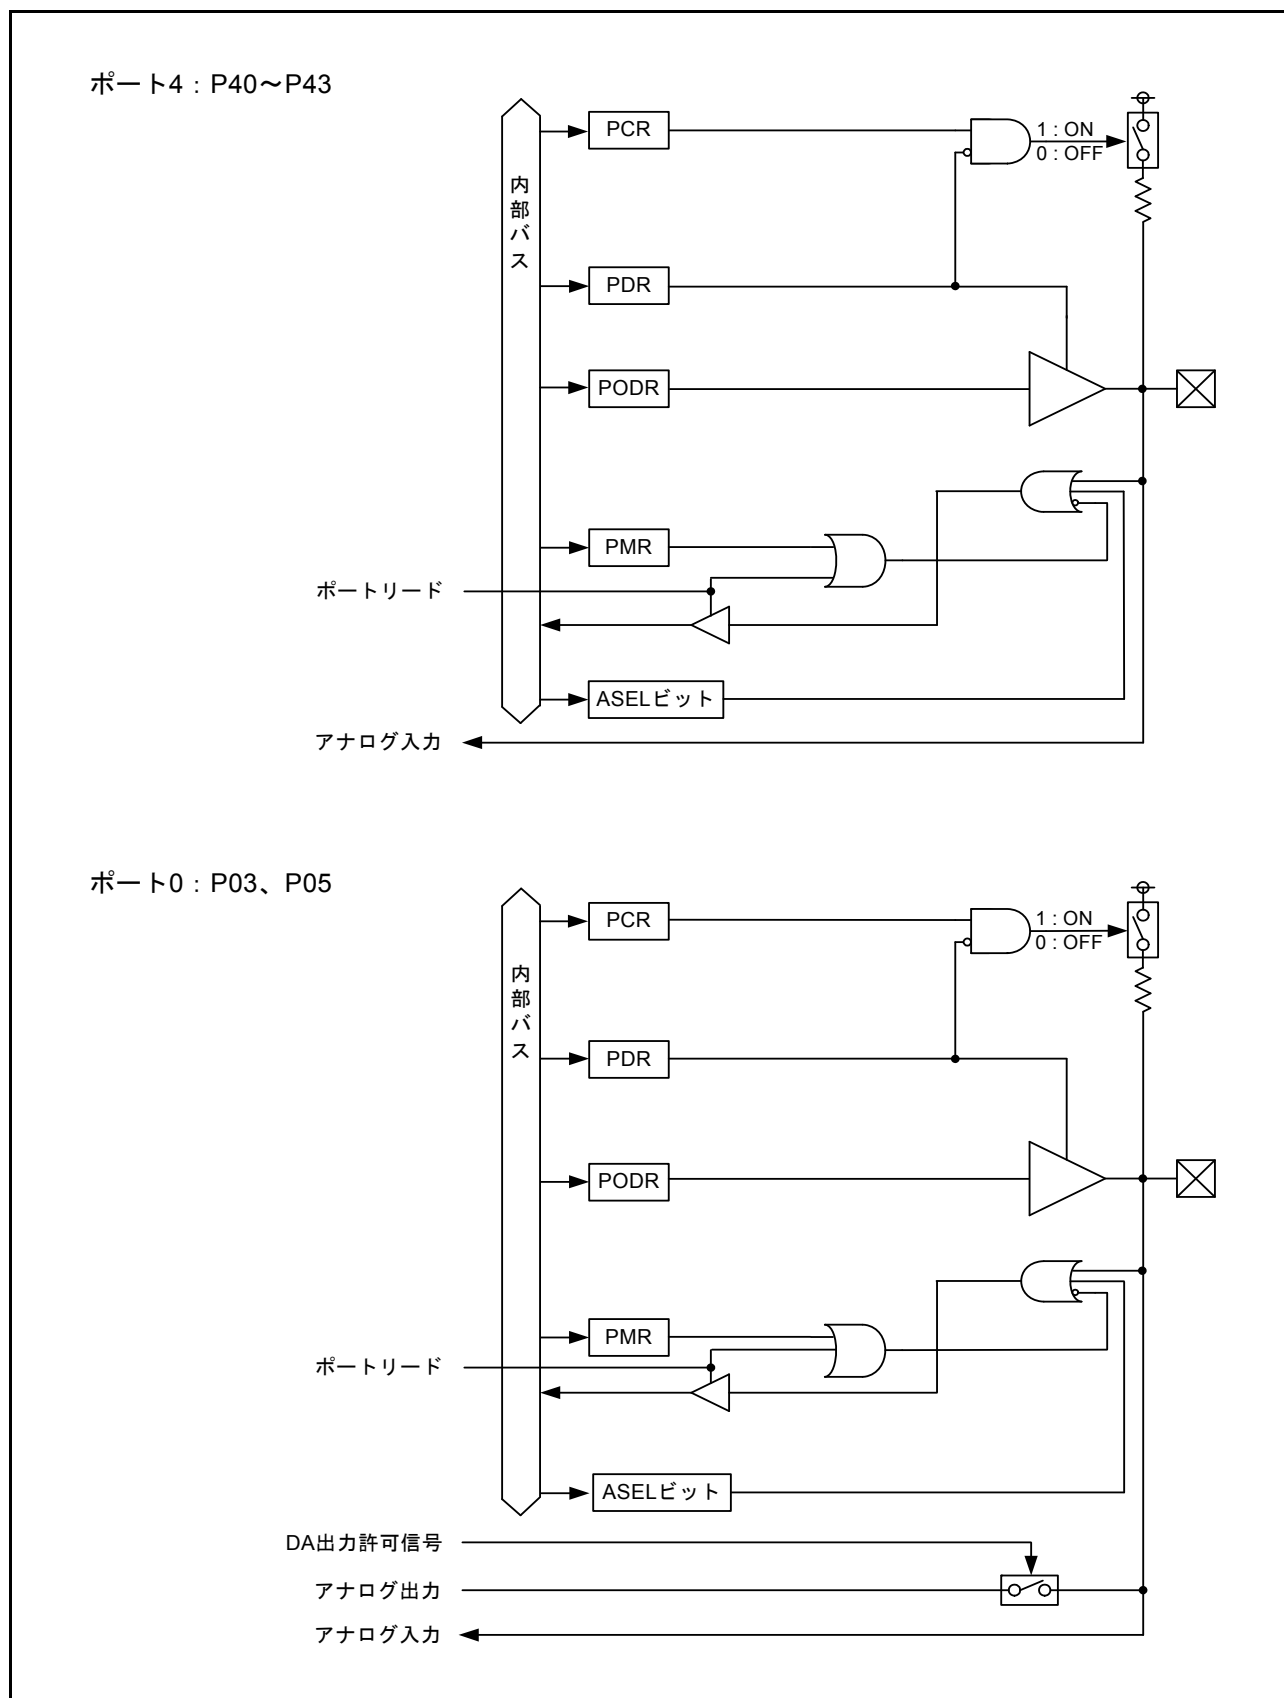 ポート4：P40～P43
PCR
1 : ON
0 : OFF
内部バス
PDR
PODR
PMR
ポートリード
ASELビット
アナログ入力
ポート0：P03、P05
PCR
1 : ON
0 : OFF
内部バス
PDR
PODR
PMR
ポートリード
ASELビット
DA出力許可信号
アナログ出力
アナログ入力